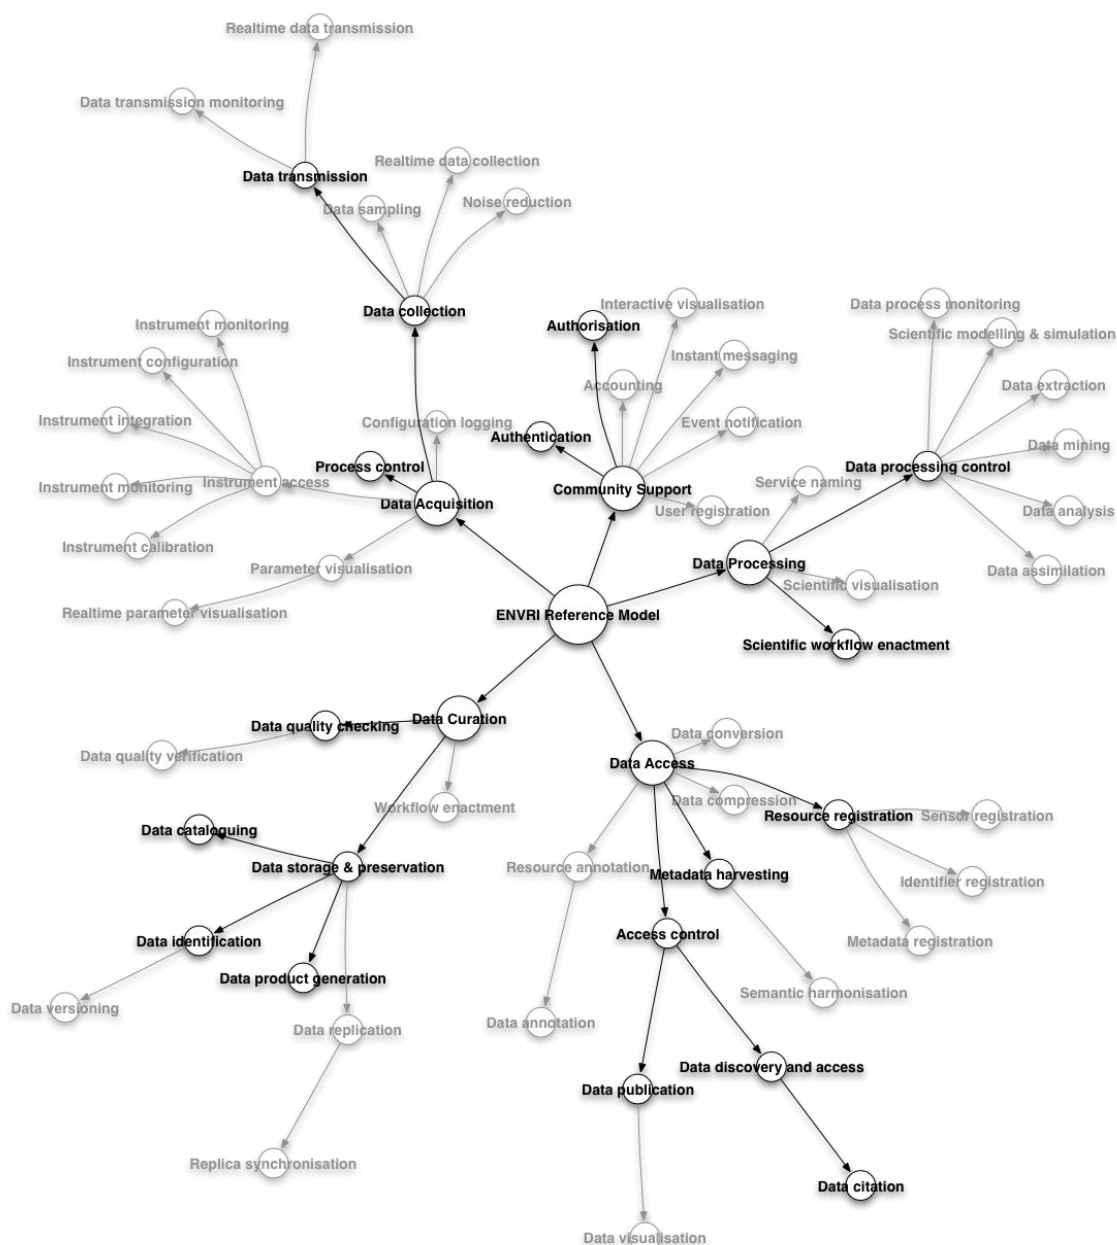 Realtime data transmission
Data transmission monitoring
Realtime data collection
Data transmission
Noise reduction
Data sampling
Interactive visualisation
Data process monitoring
Data collection
Instrument monitoring
Authorisation
Scientific modelling & simulation
Instant messaging
Instrument configuration
Accounting
Data extraction
Instrument integration
Configuration logging
Event notification
Authentication
Data mining
Process control
Data processing control
Instrument access
Service naming
Instrument monitoring
Community Support
Data Acquisition
User registration
Data analysis
Instrument calibration
Data Processing
Parameter visualisation
Data assimilation
Scientific visualisation
Realtime parameter visualisation
ENVRI Reference Model
Scientific workflow enactment
Data Curation
Data quality checking
Data conversion
Data quality verification
Data Access
Data compression
Workflow enactment
Resource registration
Sensor registration
Data cataloguing
Data storage & preservation
Resource annotation
Metadata harvesting
Identifier registration
Access control
Data identification
Metadata registration
Data product generation
Semantic harmonisation
Data versioning
Data annotation
Data replication
Data discovery and access
Data publication
Replica synchronisation
Data citation
Data visualisation